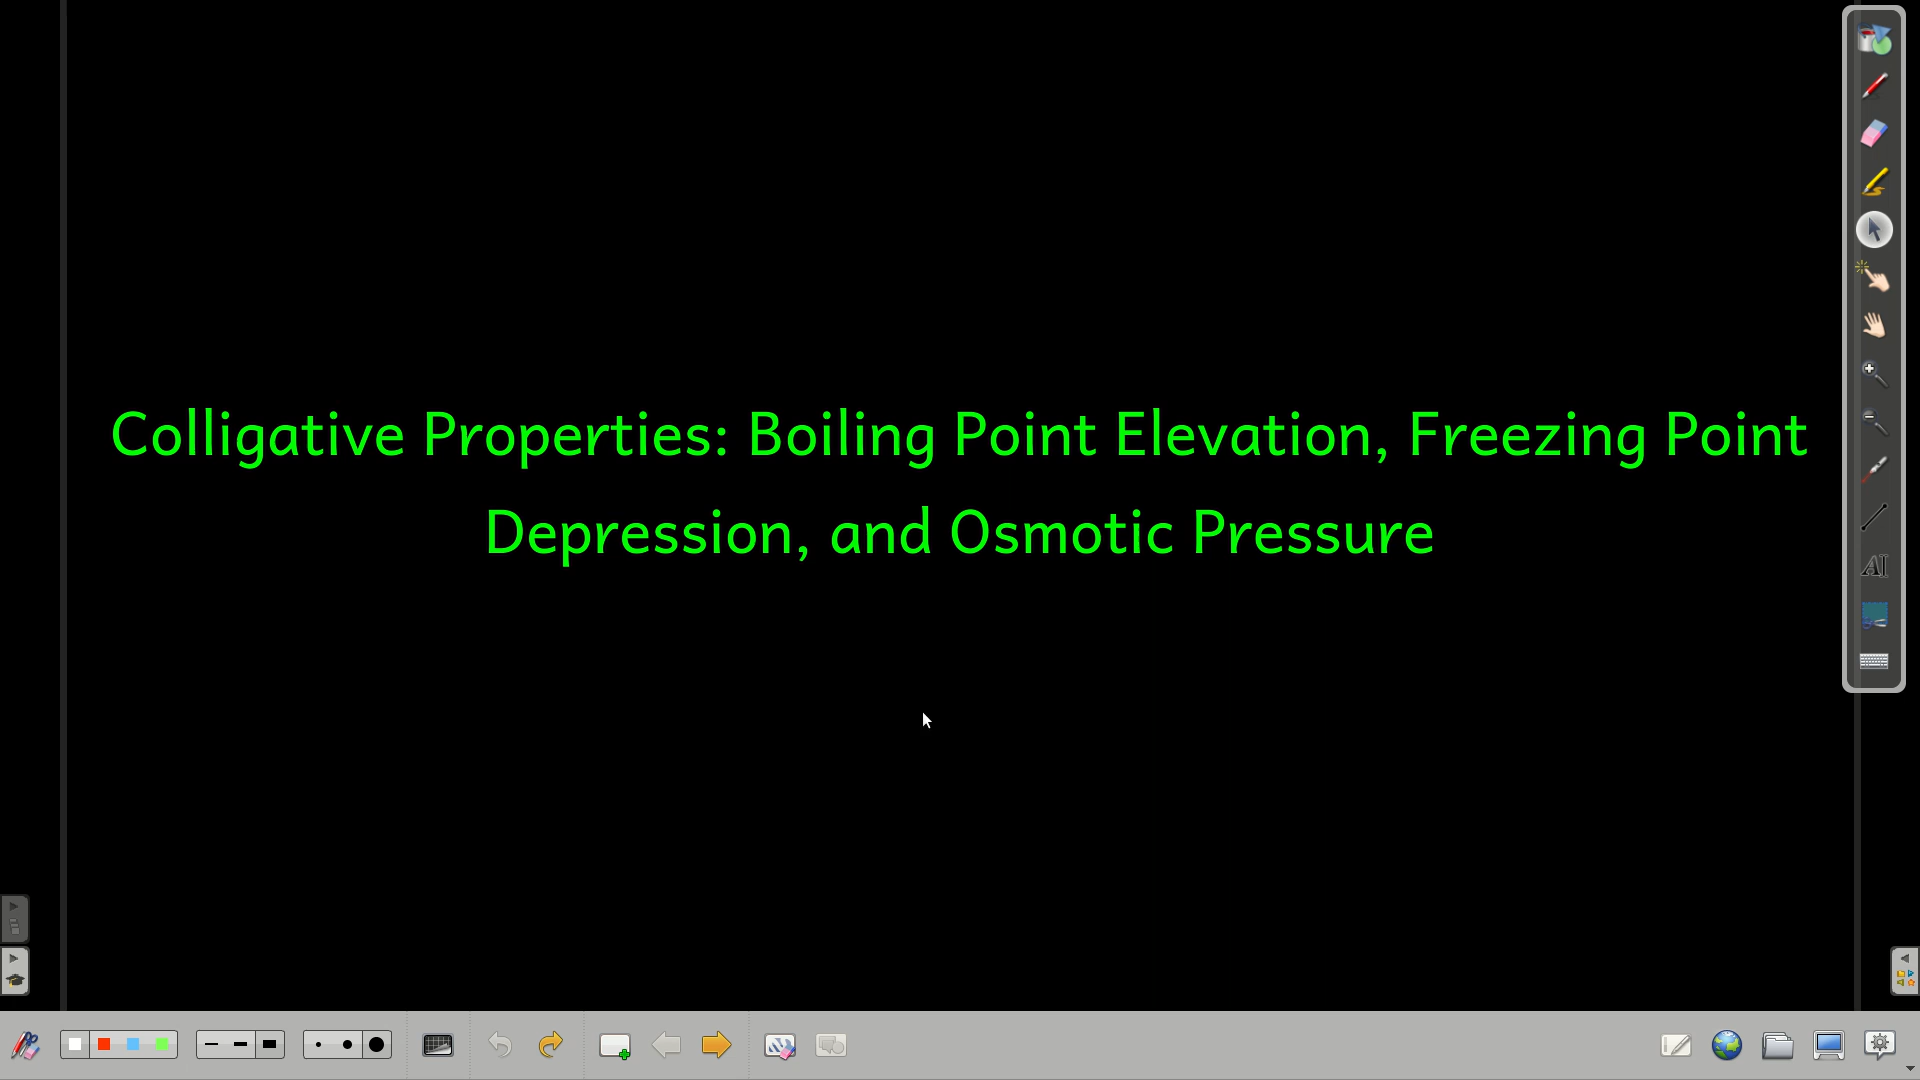 Colligative Properties: Boiling Point Elevation, Freezing Point
Depression, and Osmotic Pressure